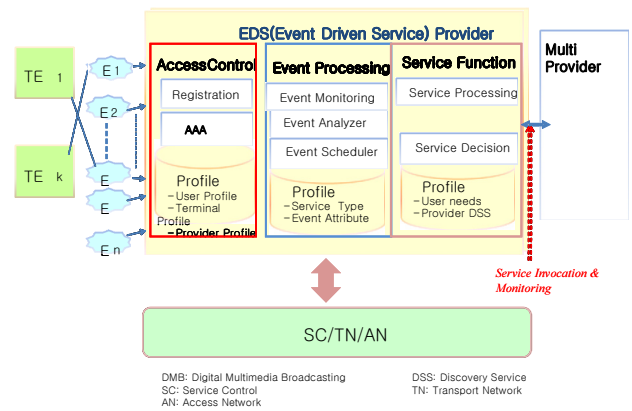 EDS(Event Driven Service) Provider
TE 1
TE k
E1
E2
E
E
En
AccessControl
Registration
AAA
Profile
-User Profile
-Terminal
Profile
-Provider Profile
Event Processing
Event Monitoring
Event Analyzer
Event Scheduler
Profile
-Service Type
-Event Attribute
Service Function
Service Processing
Service Decision
Profile
-User needs
-Provider DSS
Multi
Provider
Service Invocation &
Monitoring
SC/TN/AN
DMB: Digital Multimedia Broadcasting
SC: Service Control
AN: Access Network
DSS: Discovery Service
TN: Transport Network